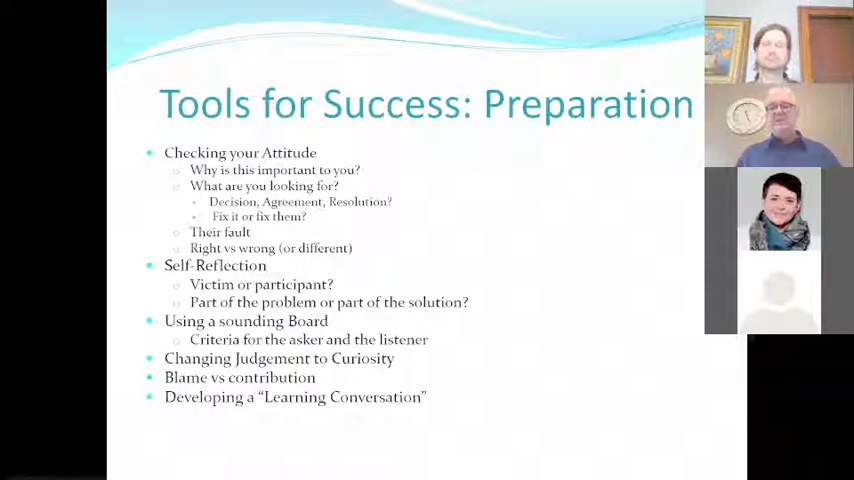 Tools for Success: Preparation
Checking your Attitude
Why is this important to you?
What are you looking for?
Decision, Agreement, Resolution?
Fix it or fix them?
Their fault
Right vs wrong (or different)
Self-Reflection
Victim or participant?
Part of the problem or part of the solution?
Using a sounding Board
Criteria for the asker and the listener
Changing Judgement to Curiosity
Blame vs contribution
Developing a “Learning Conversation”